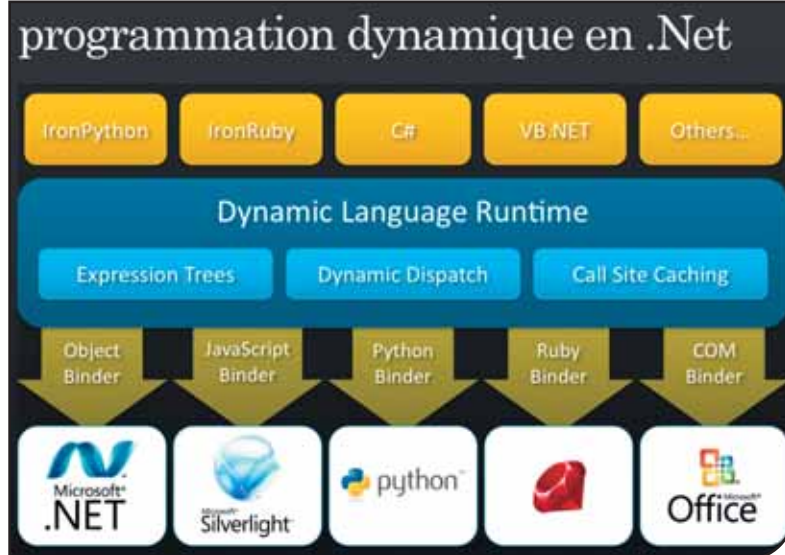 programmation dynamique en .Net
IronPython
IronRuby
C#
VB.NET
Others...
Dynamic Language Runtime
Expression Trees
Dynamic Dispatch
Call Site Caching
Object
Binder
JavaScript
Binder
Python
Binder
Ruby
Binder
COM
Binder
Microsoft®
.NET
Microsoft®
Silverlight
python™
Microsoft®
Office